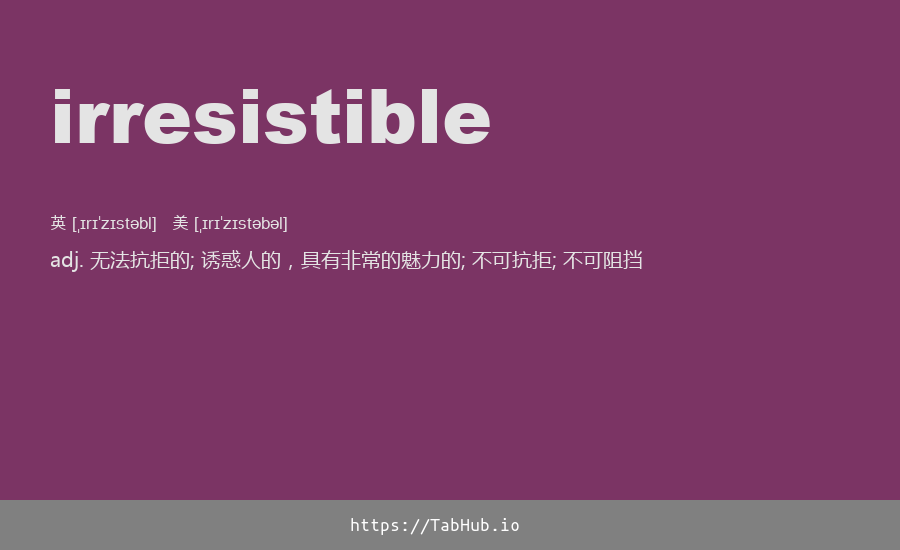 irresistible
英 [ˌɪrɪˈzɪstəbl] 美 [ˌɪrɪˈzɪstəbəl]
adj. 无法抗拒的; 诱惑人的，具有非常的魅力的; 不可抗拒; 不可阻挡
https://TabHub.io